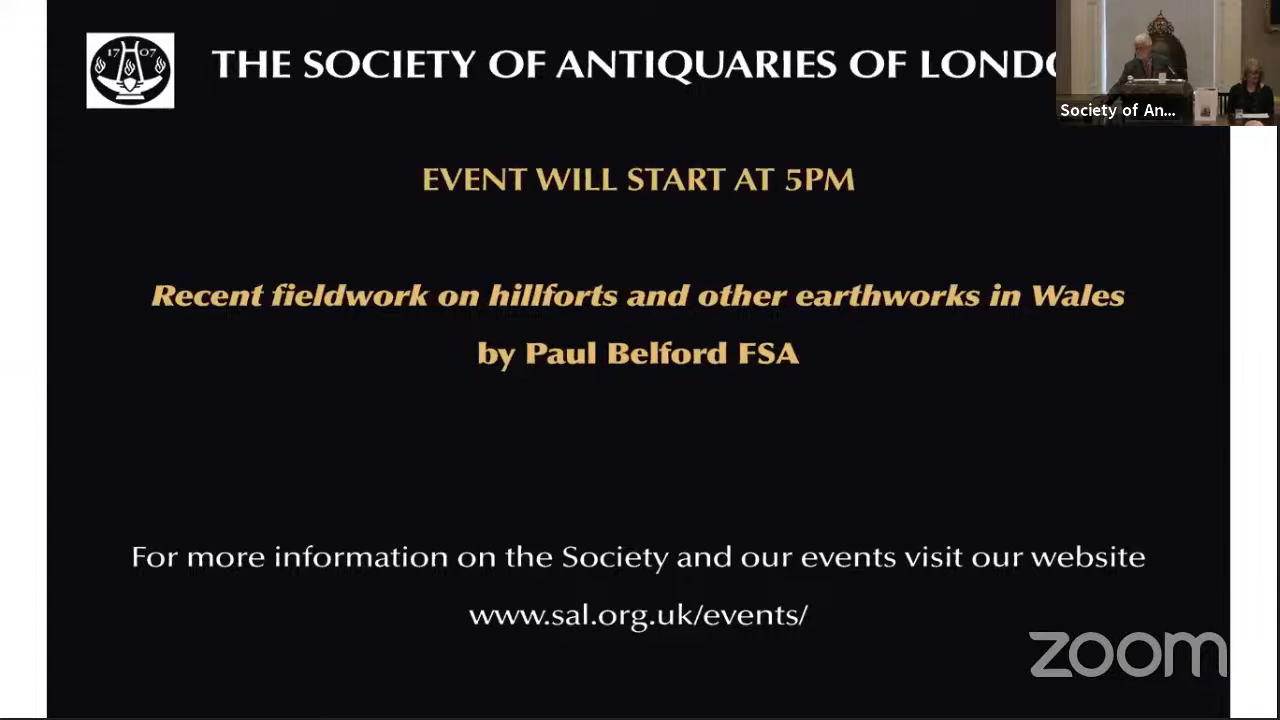 17 07
THE SOCIETY OF ANTIQUARIES OF LONDO
Society of An...
EVENT WILL START AT 5PM
Recent fieldwork on hillforts and other earthworks in Wales
by Paul Belford FSA
For more information on the Society and our events visit our website
www.sal.org.uk/events/
zoom